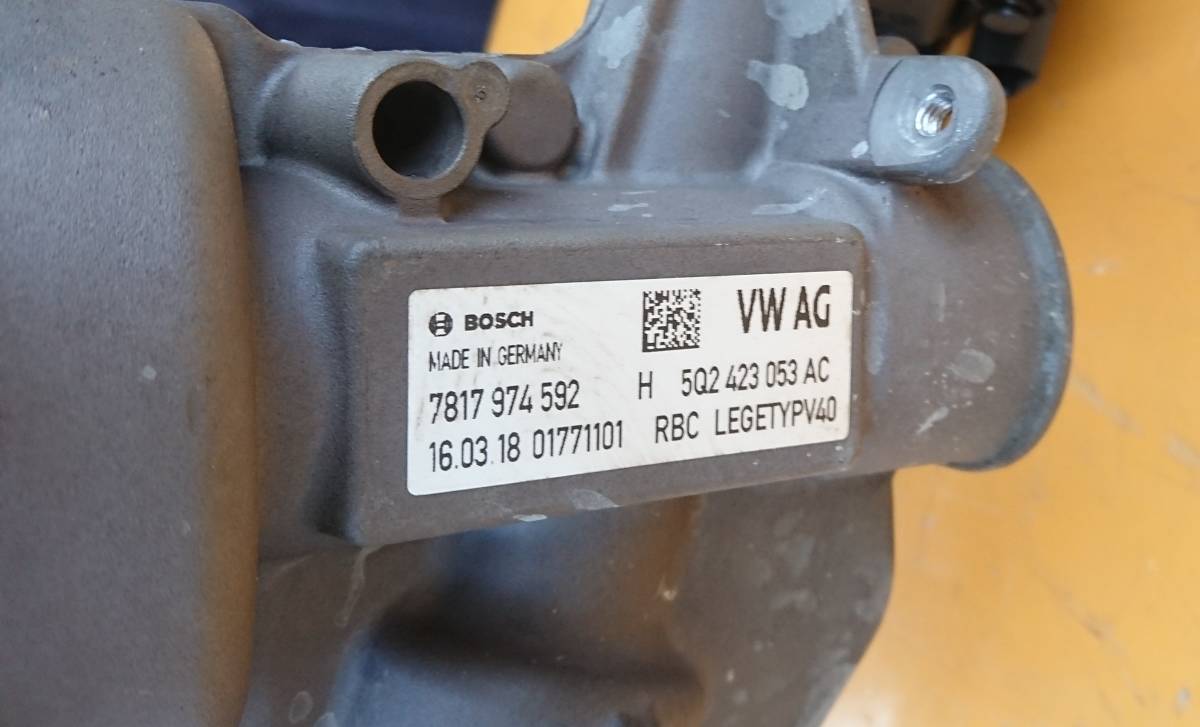 BOSCH
VW AG
MADE IN GERMANY
7817 974 592 H 5Q2 423 053 AC
16.03.18 01771101 RBC LEGETYPV40